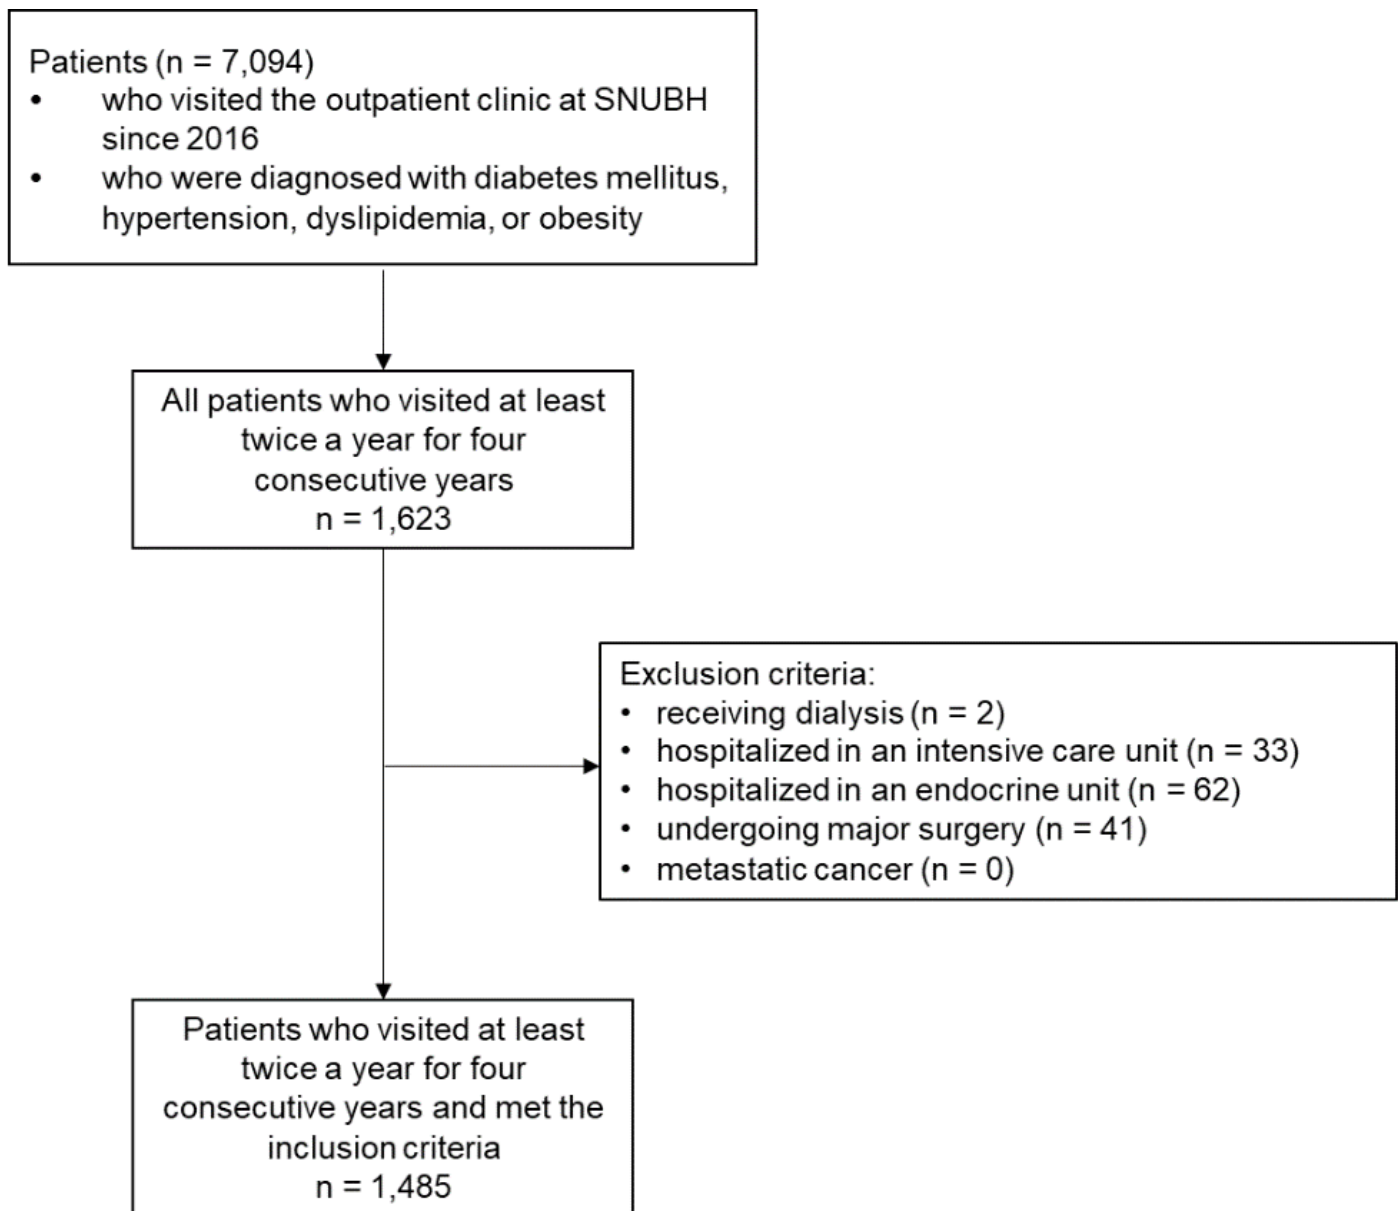 Patients (n = 7,094)
• who visited the outpatient clinic at SNUBH
since 2016
• who were diagnosed with diabetes mellitus,
hypertension, dyslipidemia, or obesity
All patients who visited at least
twice a year for four
consecutive years
n = 1,623
Exclusion criteria:
• receiving dialysis (n = 2)
• hospitalized in an intensive care unit (n = 33)
• hospitalized in an endocrine unit (n = 62)
• undergoing major surgery (n = 41)
• metastatic cancer (n = 0)
Patients who visited at least
twice a year for four
consecutive years and met the
inclusion criteria
n = 1,485